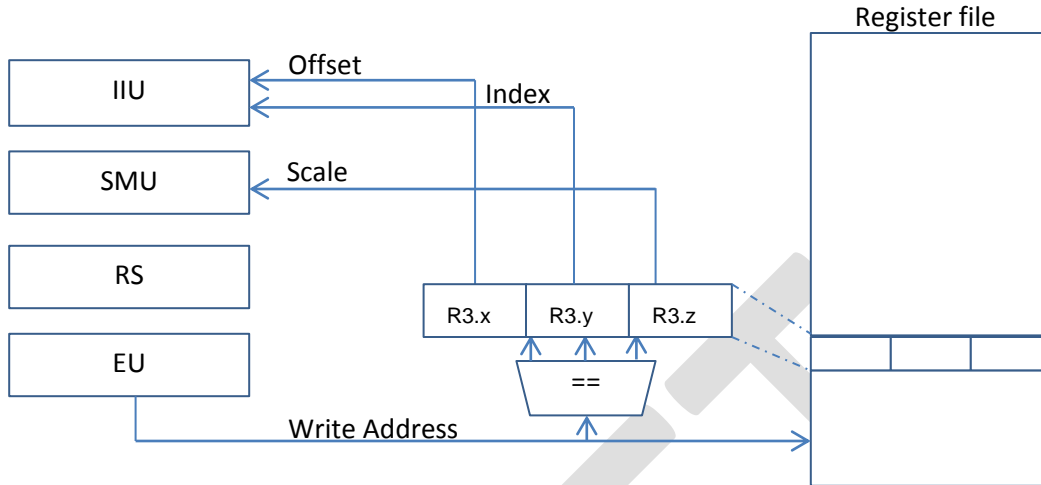 Register file
Offset
IIU
Index
SMU
Scale
RS
R3.x
R3.y
R3.z
EU
==
Write Address